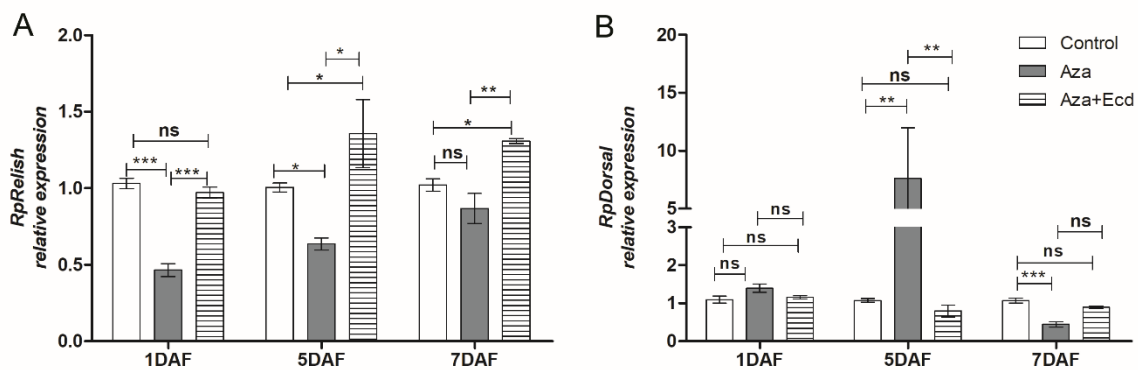 A
RpRelish
relative expression
2.0
1.5
1.0
0.5
0.0
ns
***
***
*
*
*
ns
*
**
1DAF
5DAF
7DAF
B
RpDorsal
relative expression
20
15
10
5
3
2
1
0
ns
ns
ns
**
ns
**
ns
ns
***
1DAF
5DAF
7DAF
Control
Aza
Aza+Ecd